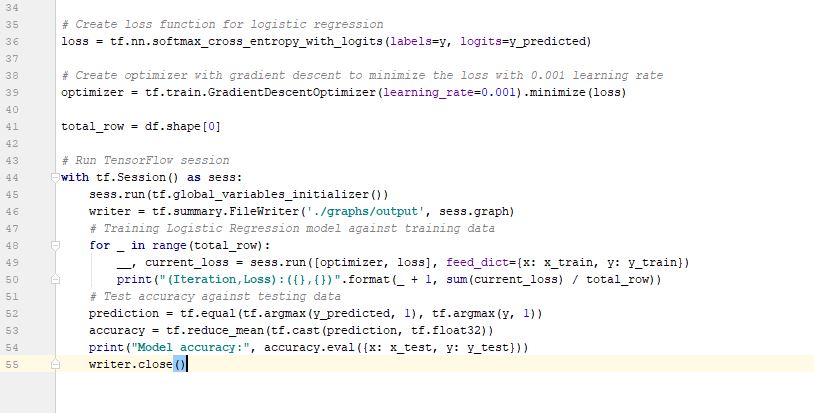 34
35 # Create loss function for logistic regression
36 loss = tf.nn.softmax_cross_entropy_with_logits(labels=y, logits=y_predicted)
37
38 # Create optimizer with gradient descent to minimize the loss with 0.001 learning rate
39 optimizer = tf.train.GradientDescentOptimizer(learning_rate=0.001).minimize(loss)
40
41 total_row = df.shape[0]
42
43 # Run TensorFlow session
44 with tf.Session() as sess:
45     sess.run(tf.global_variables_initializer())
46     writer = tf.summary.FileWriter('./graphs/output', sess.graph)
47     # Training Logistic Regression model against training data
48     for _ in range(total_row):
49         __, current_loss = sess.run([optimizer, loss], feed_dict={x: x_train, y: y_train})
50         print("(Iteration,Loss):({},{})".format(_ + 1, sum(current_loss) / total_row))
51     # Test accuracy against testing data
52     prediction = tf.equal(tf.argmax(y_predicted, 1), tf.argmax(y, 1))
53     accuracy = tf.reduce_mean(tf.cast(prediction, tf.float32))
54     print("Model accuracy:", accuracy.eval({x: x_test, y: y_test}))
55     writer.close()